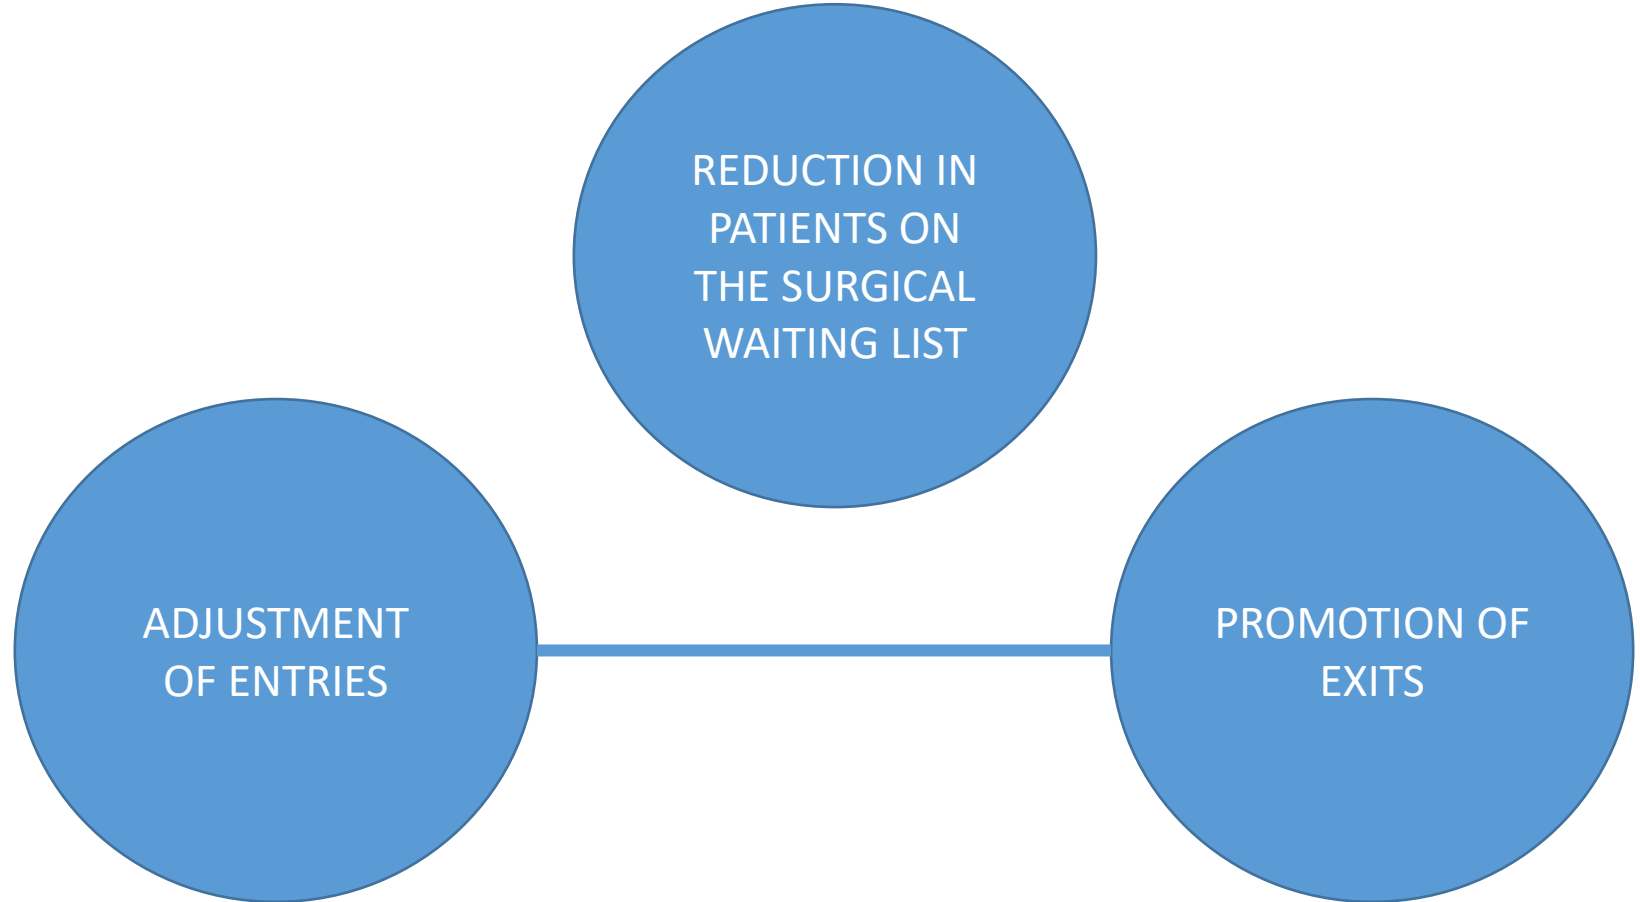 REDUCTION IN
PATIENTS ON
THE SURGICAL
WAITING LIST
ADJUSTMENT
OF ENTRIES
PROMOTION OF
EXITS